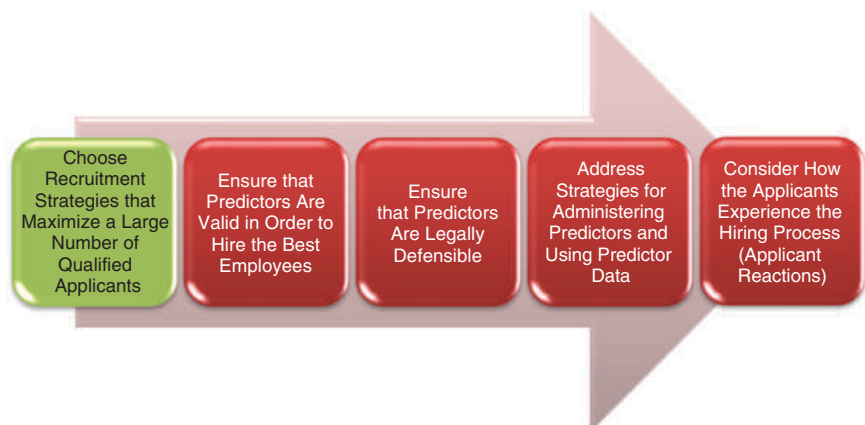 Choose
Recruitment
Strategies that
Maximize a Large
Number of
Qualified
Applicants
Ensure that
Predictors Are
Valid in Order to
Hire the Best
Employees
Ensure
that Predictors
Are Legally
Defensible
Address
Strategies for
Administering
Predictors and
Using Predictor
Data
Consider How
the Applicants
Experience the
Hiring Process
(Applicant
Reactions)